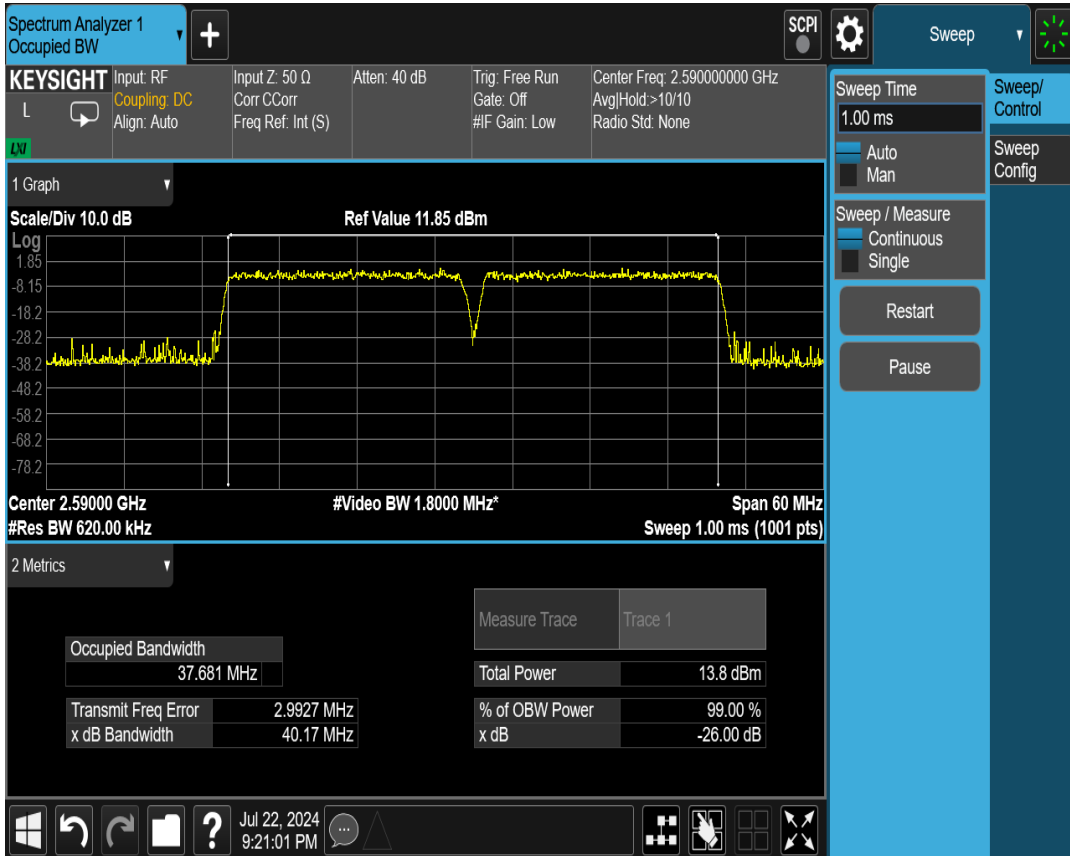 Spectrum Analyzer 1
Occupied BW
+
SCPI
Sweep
KEYSIGHT
L
LXI
Input: RF
Coupling: DC
Align: Auto
Input Z: 50 Ω
Corr CCorr
Freq Ref: Int (S)
Atten: 40 dB
Trig: Free Run
Gate: Off
#IF Gain: Low
Center Freq: 2.590000000 GHz
Avg|Hold:>10/10
Radio Std: None
Sweep Time
1.00 ms
Auto
Man
Sweep / Measure
Continuous
Single
Restart
Pause
Sweep/
Control
Sweep
Config
1 Graph
Scale/Div 10.0 dB
Ref Value 11.85 dBm
Log
1.85
-8.15
-18.2
-28.2
-38.2
-48.2
-58.2
-68.2
-78.2
Center 2.59000 GHz
#Video BW 1.8000 MHz*
Span 60 MHz
#Res BW 620.00 kHz
Sweep 1.00 ms (1001 pts)
2 Metrics
Measure Trace
Trace 1
Occupied Bandwidth
37.681 MHz
Total Power
13.8 dBm
Transmit Freq Error
2.9927 MHz
% of OBW Power
99.00 %
x dB Bandwidth
40.17 MHz
x dB
-26.00 dB
?
Jul 22, 2024
9:21:01 PM